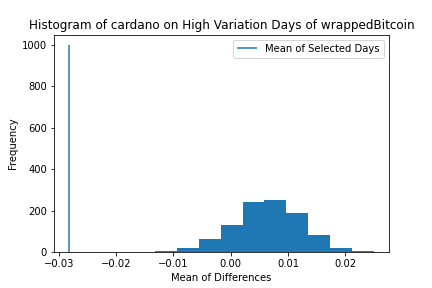 Histogram of cardano on High Variation Days of wrappedBitcoin
Mean of Selected Days
1000
800
600
400
200
0
Frequency
−0.03 −0.02 −0.01 0.00 0.01 0.02
Mean of Differences